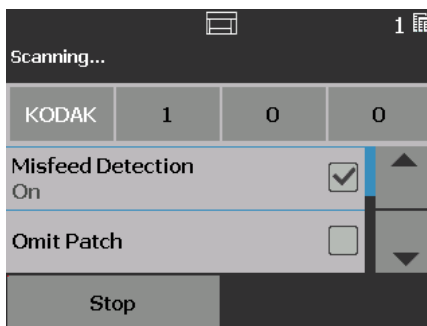 1
Scanning...
KODAK 1 0 0
Misfeed Detection
On
Omit Patch
Stop